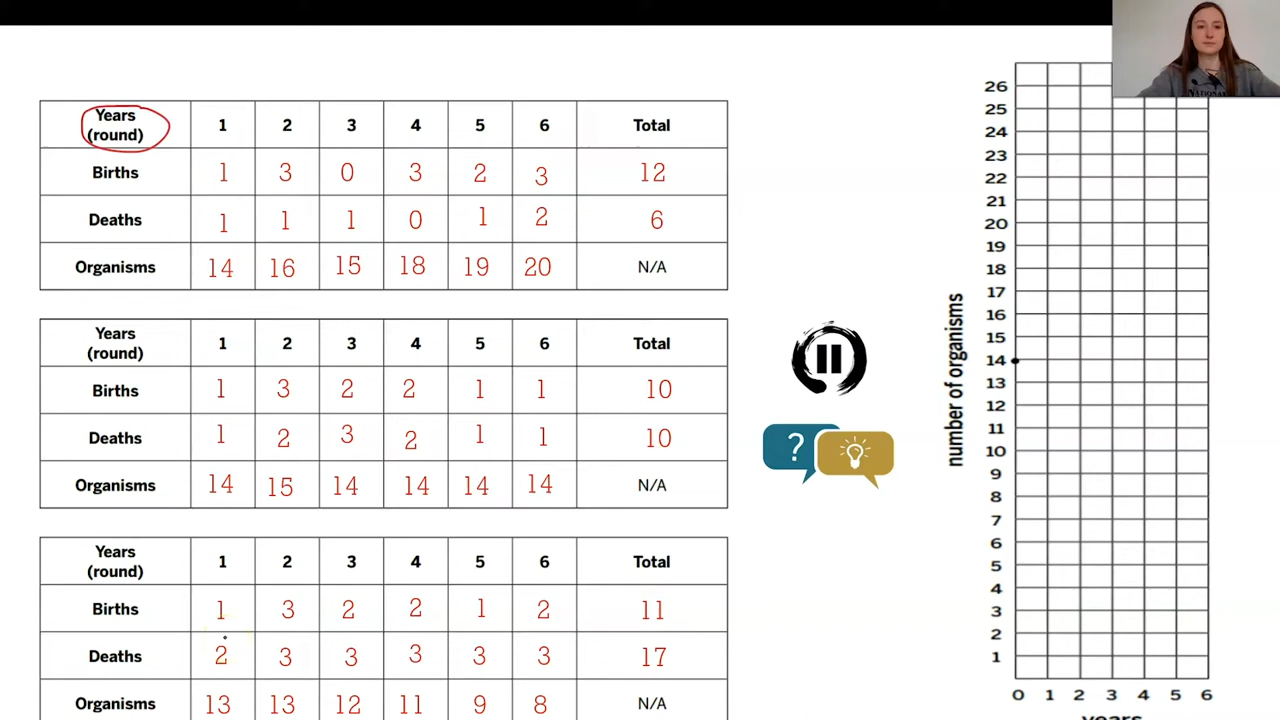 NATIONAL
Years (round) 1 2 3 4 5 6 Total
Births 1 3 0 3 2 3 12
Deaths 1 1 1 0 1 2 6
Organisms 14 16 15 18 19 20 N/A
Years (round) 1 2 3 4 5 6 Total
Births 1 3 2 2 1 1 10
Deaths 1 2 3 2 1 1 10
Organisms 14 15 14 14 14 14 N/A
Years (round) 1 2 3 4 5 6 Total
Births 1 3 2 2 1 2 11
Deaths 2 3 3 3 3 3 17
Organisms 13 13 12 11 9 8 N/A
?
number of organisms
26
25
24
23
22
21
20
19
18
17
16
15
14
13
12
11
10
9
8
7
6
5
4
3
2
1
0 1 2 3 4 5 6
years